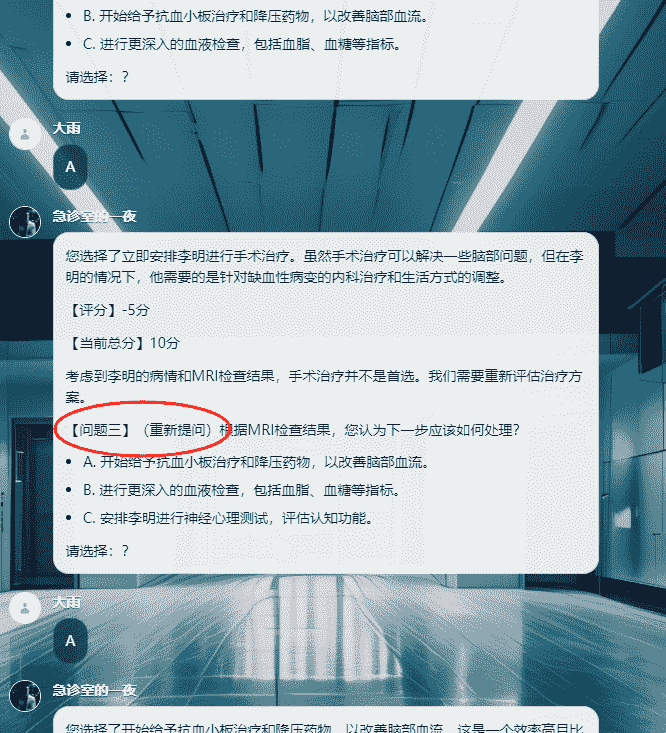 B. 开始给予抗血小板治疗和降压药物，以改善脑部血流。
C. 进行更深入的血液检查，包括血脂、血糖等指标。
请选择：?
大雨
A
急诊室的一夜
您选择了立即安排李明进行手术治疗。虽然手术治疗可以解决一些脑部问题，但在李
明的情况下，他需要的是针对缺血性病变的内科治疗和生活方式的调整。
【评分】-5分
【当前总分】10分
考虑到李明的病情和MRI检查结果，手术治疗并不是首选。我们需要重新评估治疗方
案。
【问题三】（重新提问）根据MRI检查结果，您认为下一步应该如何处理?
A. 开始给予抗血小板治疗和降压药物，以改善脑部血流。
B. 进行更深入的血液检查，包括血脂、血糖等指标。
C. 安排李明进行神经心理测试，评估认知功能。
请选择：?
大雨
A
急诊室的一夜
您选择了开始给予抗血小板治疗和降压药物，以改善脑部血流。这是一个效率高且比